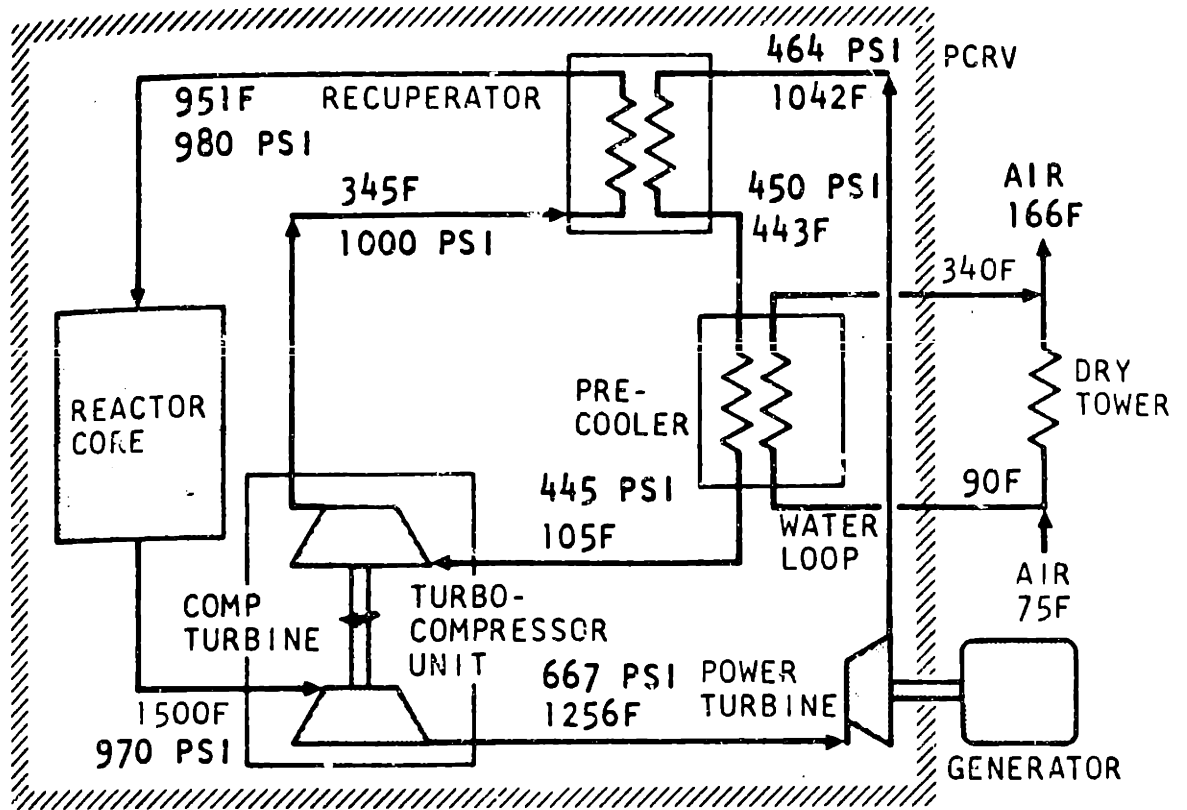 464 PSI
PCRV
951F
RECUPERATOR
1042F
980 PSI
345F
450 PSI
AIR
166F
1000 PSI
443F
340F
REACTOR
CORE
PRE-
COOLER
DRY
TOWER
445 PSI
90F
105F
WATER
LOOP
AIR
75F
COMP
TURBINE
TURBO-
COMPRESSOR
UNIT
667 PSI
POWER
TURBINE
1500F
1256F
970 PSI
GENERATOR